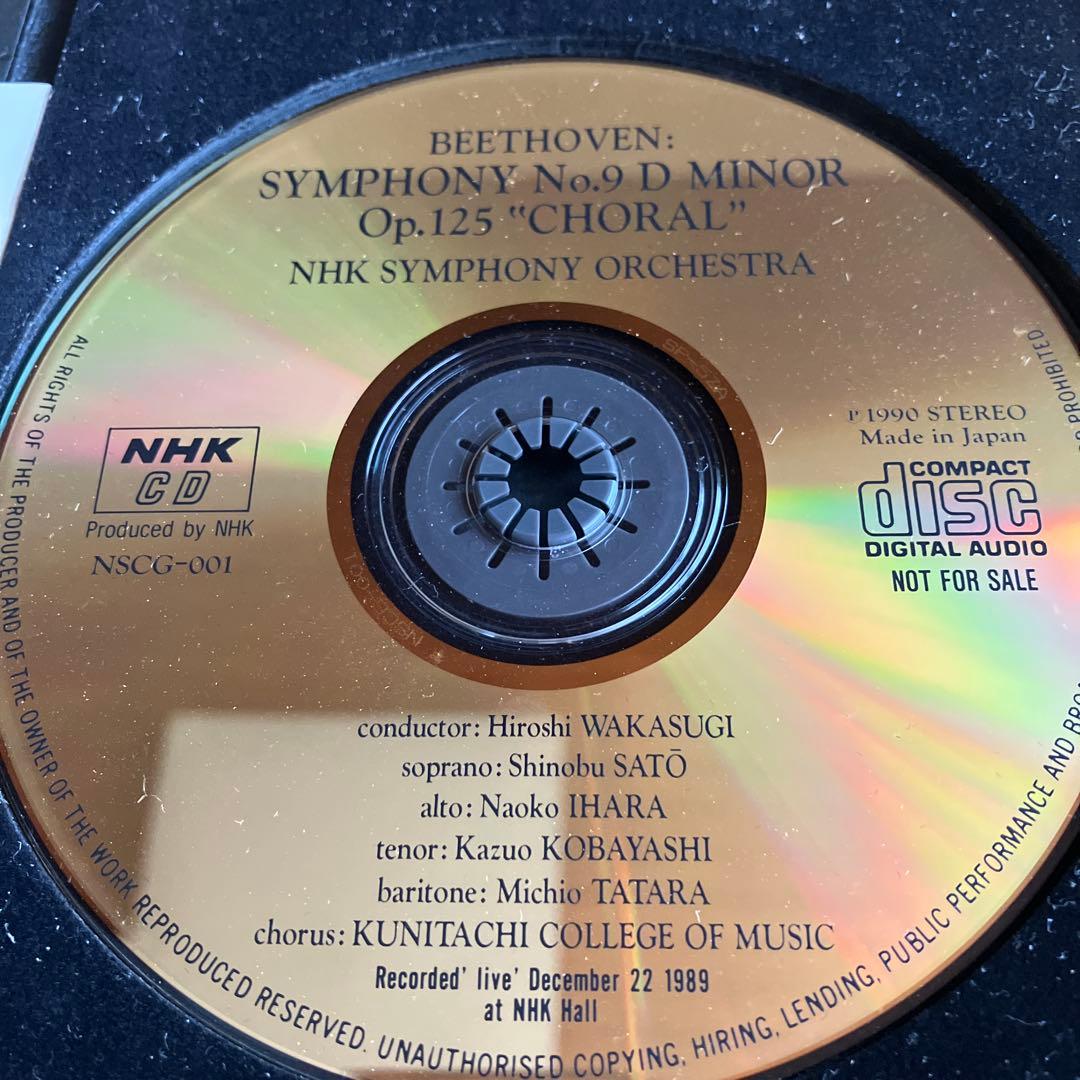 BEETHOVEN:
SYMPHONY No.9 D MINOR
Op.125 “CHORAL”
NHK SYMPHONY ORCHESTRA
NHK
CD
Produced by NHK
NSCG-001
P 1990 STEREO
Made in Japan
COMPACT
disc
DIGITAL AUDIO
NOT FOR SALE
conductor: Hiroshi WAKASUGI
soprano: Shinobu SATŌ
alto: Naoko IHARA
tenor: Kazuo KOBAYASHI
baritone: Michio TATARA
chorus: KUNITACHI COLLEGE OF MUSIC
Recorded' live' December 22 1989
at NHK Hall
ALL RIGHTS OF THE PRODUCER AND OF THE OWNER OF THE WORK REPRODUCED RESERVED. UNAUTHORISED COPYING, HIRING, LENDING, PUBLIC PERFORMANCE AND PROHIBITED